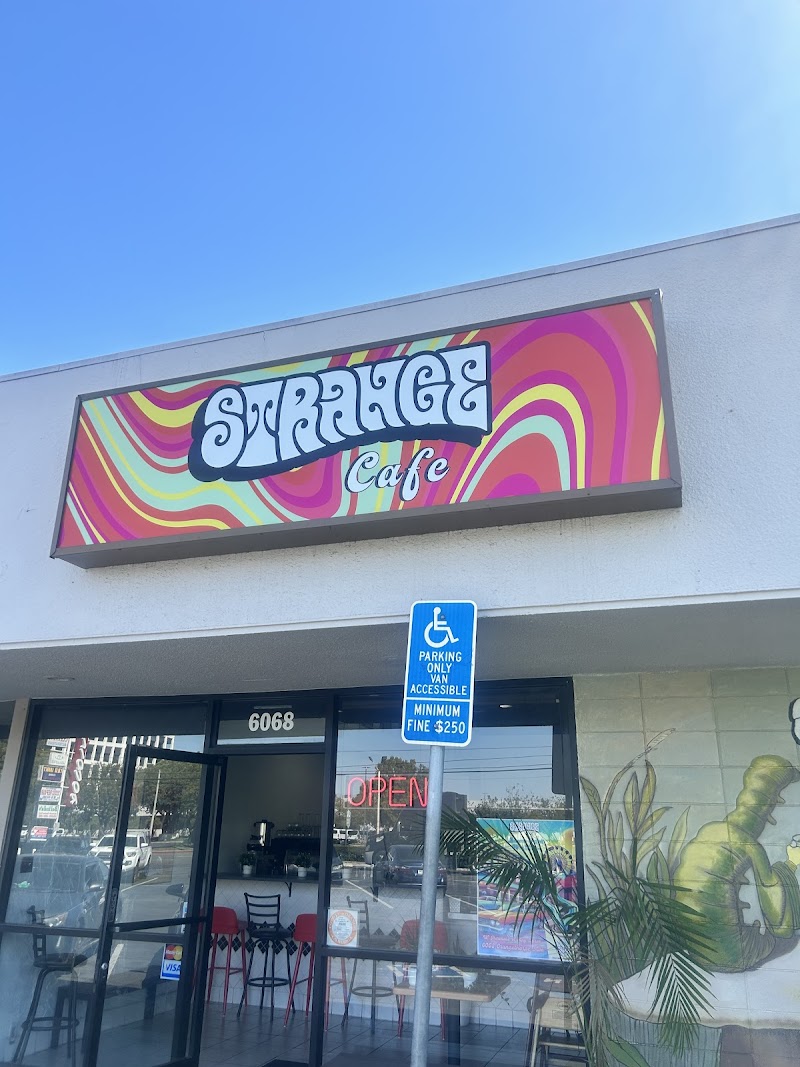 STRANGE
Cafe
PARKING
ONLY
VAN
ACCESSIBLE
MINIMUM
FINE $250
6068
OPEN
VISA